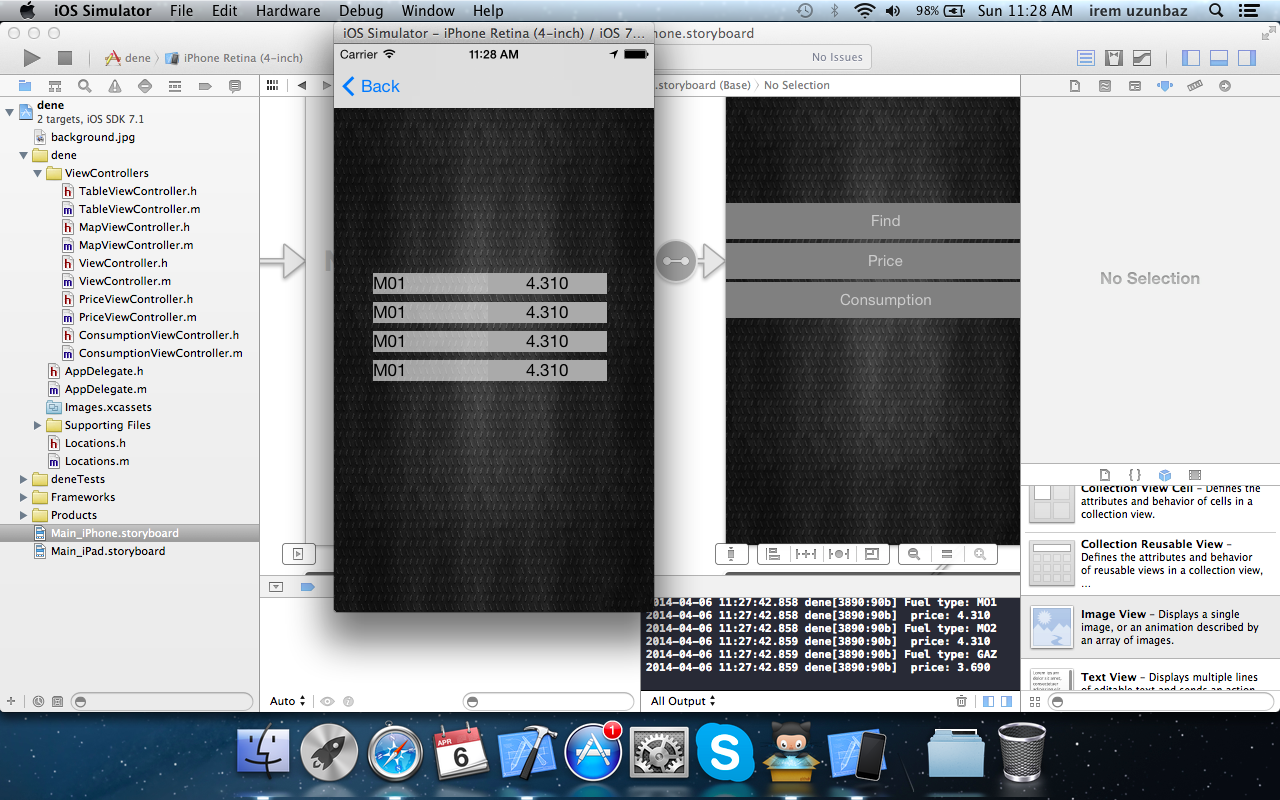 iOS Simulator File Edit Hardware Debug Window Help 98% Sun 11:28 AM irem uzunbaz
iOS Simulator – iPhone Retina (4-inch) / iOS 7...
hone.storyboard
dene iPhone Retina (4-inch)
No Issues
Carrier 11:28 AM
Back
.storyboard (Base) No Selection
dene
2 targets, iOS SDK 7.1
background.jpg
dene
ViewControllers
TableViewController.h
TableViewController.m
MapViewController.h
MapViewController.m
ViewController.h
ViewController.m
PriceViewController.h
PriceViewController.m
ConsumptionViewController.h
ConsumptionViewController.m
AppDelegate.h
AppDelegate.m
Images.xcassets
Supporting Files
Locations.h
Locations.m
deneTests
Frameworks
Products
Main_iPhone.storyboard
Main_iPad.storyboard
M01 4.310
M01 4.310
M01 4.310
M01 4.310
Find
Price
Consumption
No Selection
Collection View Cell – Defines the
attributes and behavior of cells in a
collection view.
Collection Reusable View –
Defines the attributes and behavior
of reusable views in a collection view,
...
Image View – Displays a single
image, or an animation described by
an array of images.
Text View – Displays multiple lines
of editable text and sends an action
2014-04-06 11:27:42.858 dene[3890:90b] Fuel type: MO1
2014-04-06 11:27:42.858 dene[3890:90b] price: 4.310
2014-04-06 11:27:42.859 dene[3890:90b] Fuel type: MO2
2014-04-06 11:27:42.859 dene[3890:90b] price: 4.310
2014-04-06 11:27:42.859 dene[3890:90b] Fuel type: GAZ
2014-04-06 11:27:42.859 dene[3890:90b] price: 3.690
Auto
All Output
APR
6
1